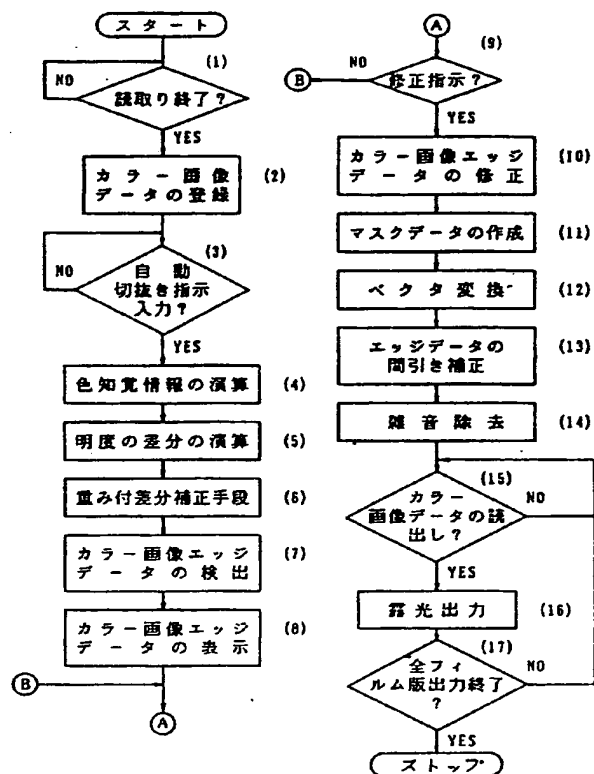 スタート
(1)
NO
読取り終了?
YES
カラー画像
データの登録
(2)
(3)
NO
自動
切抜き指示
入力?
YES
色知覚情報の演算
(4)
明度の差分の演算
(5)
重み付差分補正手段
(6)
カラー画像エッジ
データの検出
(7)
カラー画像エッジ
データの表示
(8)
B
A
A
(9)
NO
B
修正指示?
YES
カラー画像エッジ
データの修正
(10)
マスクデータの作成
(11)
ベクタ変換
(12)
エッジデータの
間引き補正
(13)
雑音除去
(14)
(15)
カラー
画像データの読
出し?
NO
YES
露光出力
(16)
(17)
全フィ
ルム版出力終了
?
NO
YES
ストップ